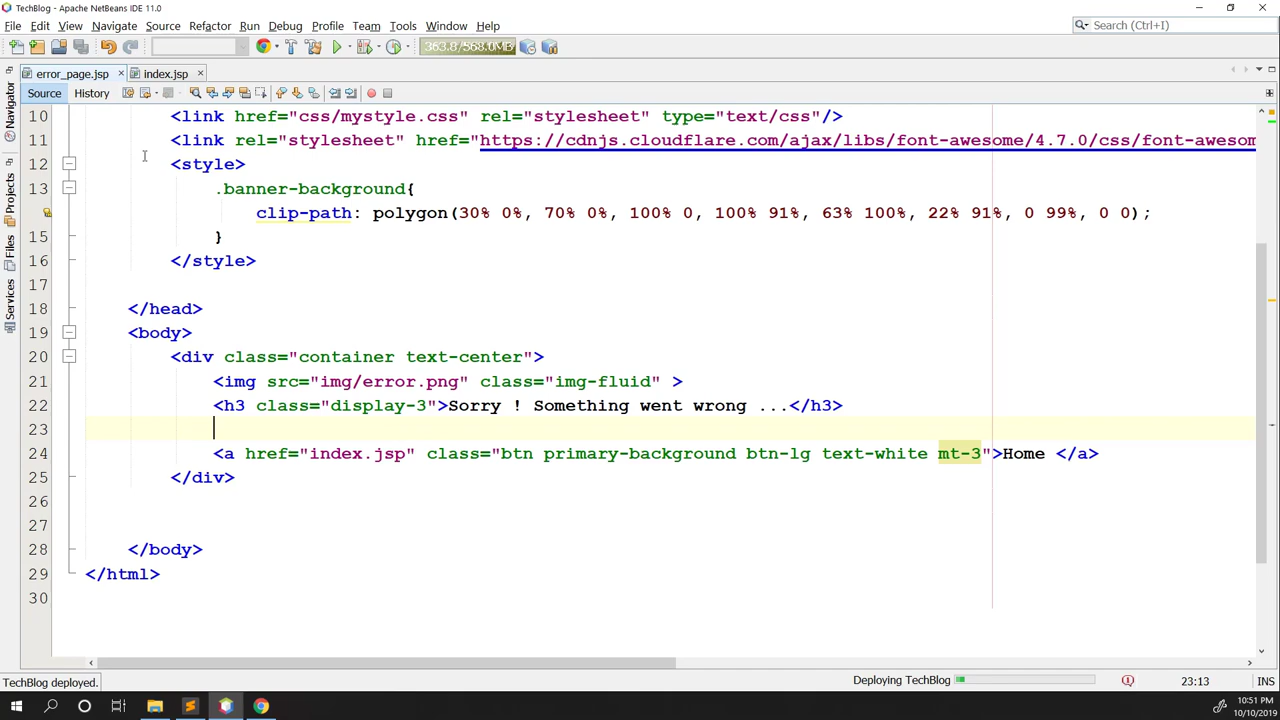 TechBlog - Apache NetBeans IDE 11.0
File Edit View Navigate Source Refactor Run Debug Profile Team Tools Window Help
Search (Ctrl+I)
363.8/568.0MB
error_page.jsp index.jsp
Source History
Navigator
Projects
Files
Services
10 <link href="css/mystyle.css" rel="stylesheet" type="text/css"/>
11 <link rel="stylesheet" href="https://cdnjs.cloudflare.com/ajax/libs/font-awesome/4.7.0/css/font-awesom
12 <style>
13 .banner-background{
clip-path: polygon(30% 0%, 70% 0%, 100% 0, 100% 91%, 63% 100%, 22% 91%, 0 99%, 0 0);
15 }
16 </style>
17
18 </head>
19 <body>
20 <div class="container text-center">
21 <img src="img/error.png" class="img-fluid" >
22 <h3 class="display-3">Sorry ! Something went wrong ...</h3>
23
24 <a href="index.jsp" class="btn primary-background btn-lg text-white mt-3">Home </a>
25 </div>
26
27
28 </body>
29 </html>
30
TechBlog deployed.
Deploying TechBlog
23:13
INS
10:51 PM
10/10/2019